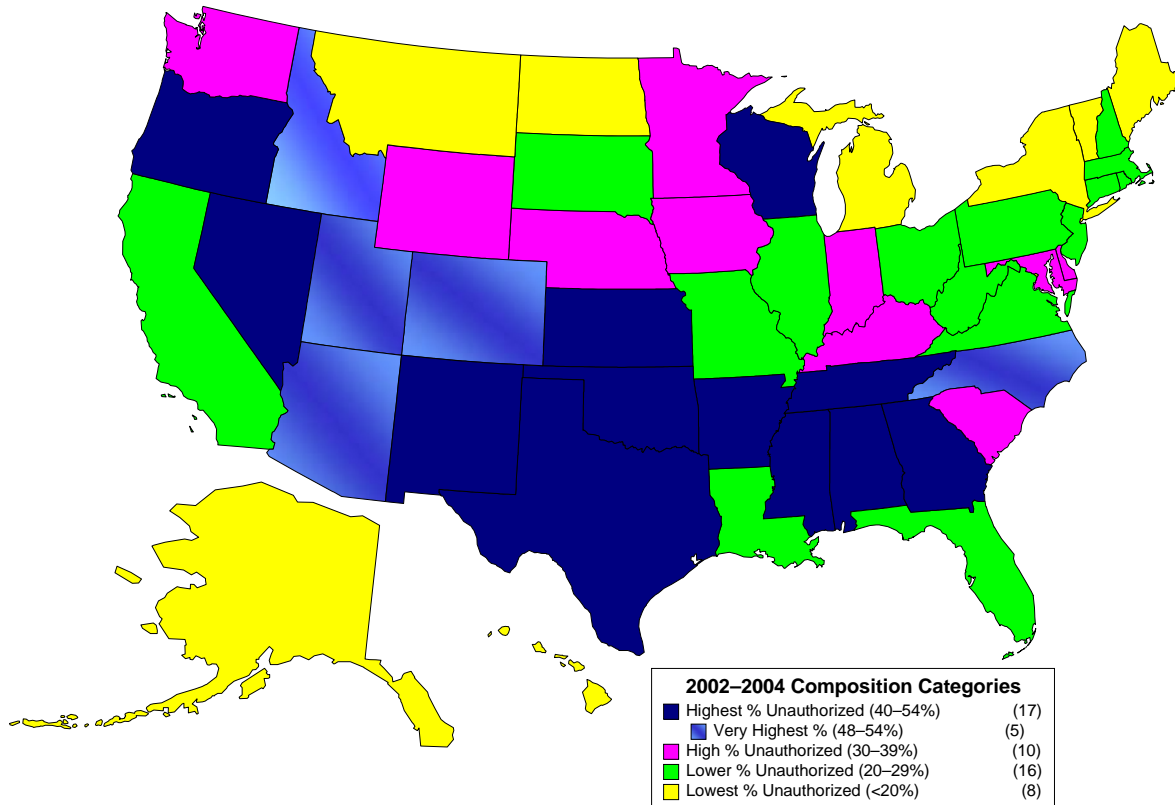 2002–2004 Composition Categories
Highest % Unauthorized (40–54%) (17)
Very Highest % (48–54%) (5)
High % Unauthorized (30–39%) (10)
Lower % Unauthorized (20–29%) (16)
Lowest % Unauthorized (<20%) (8)